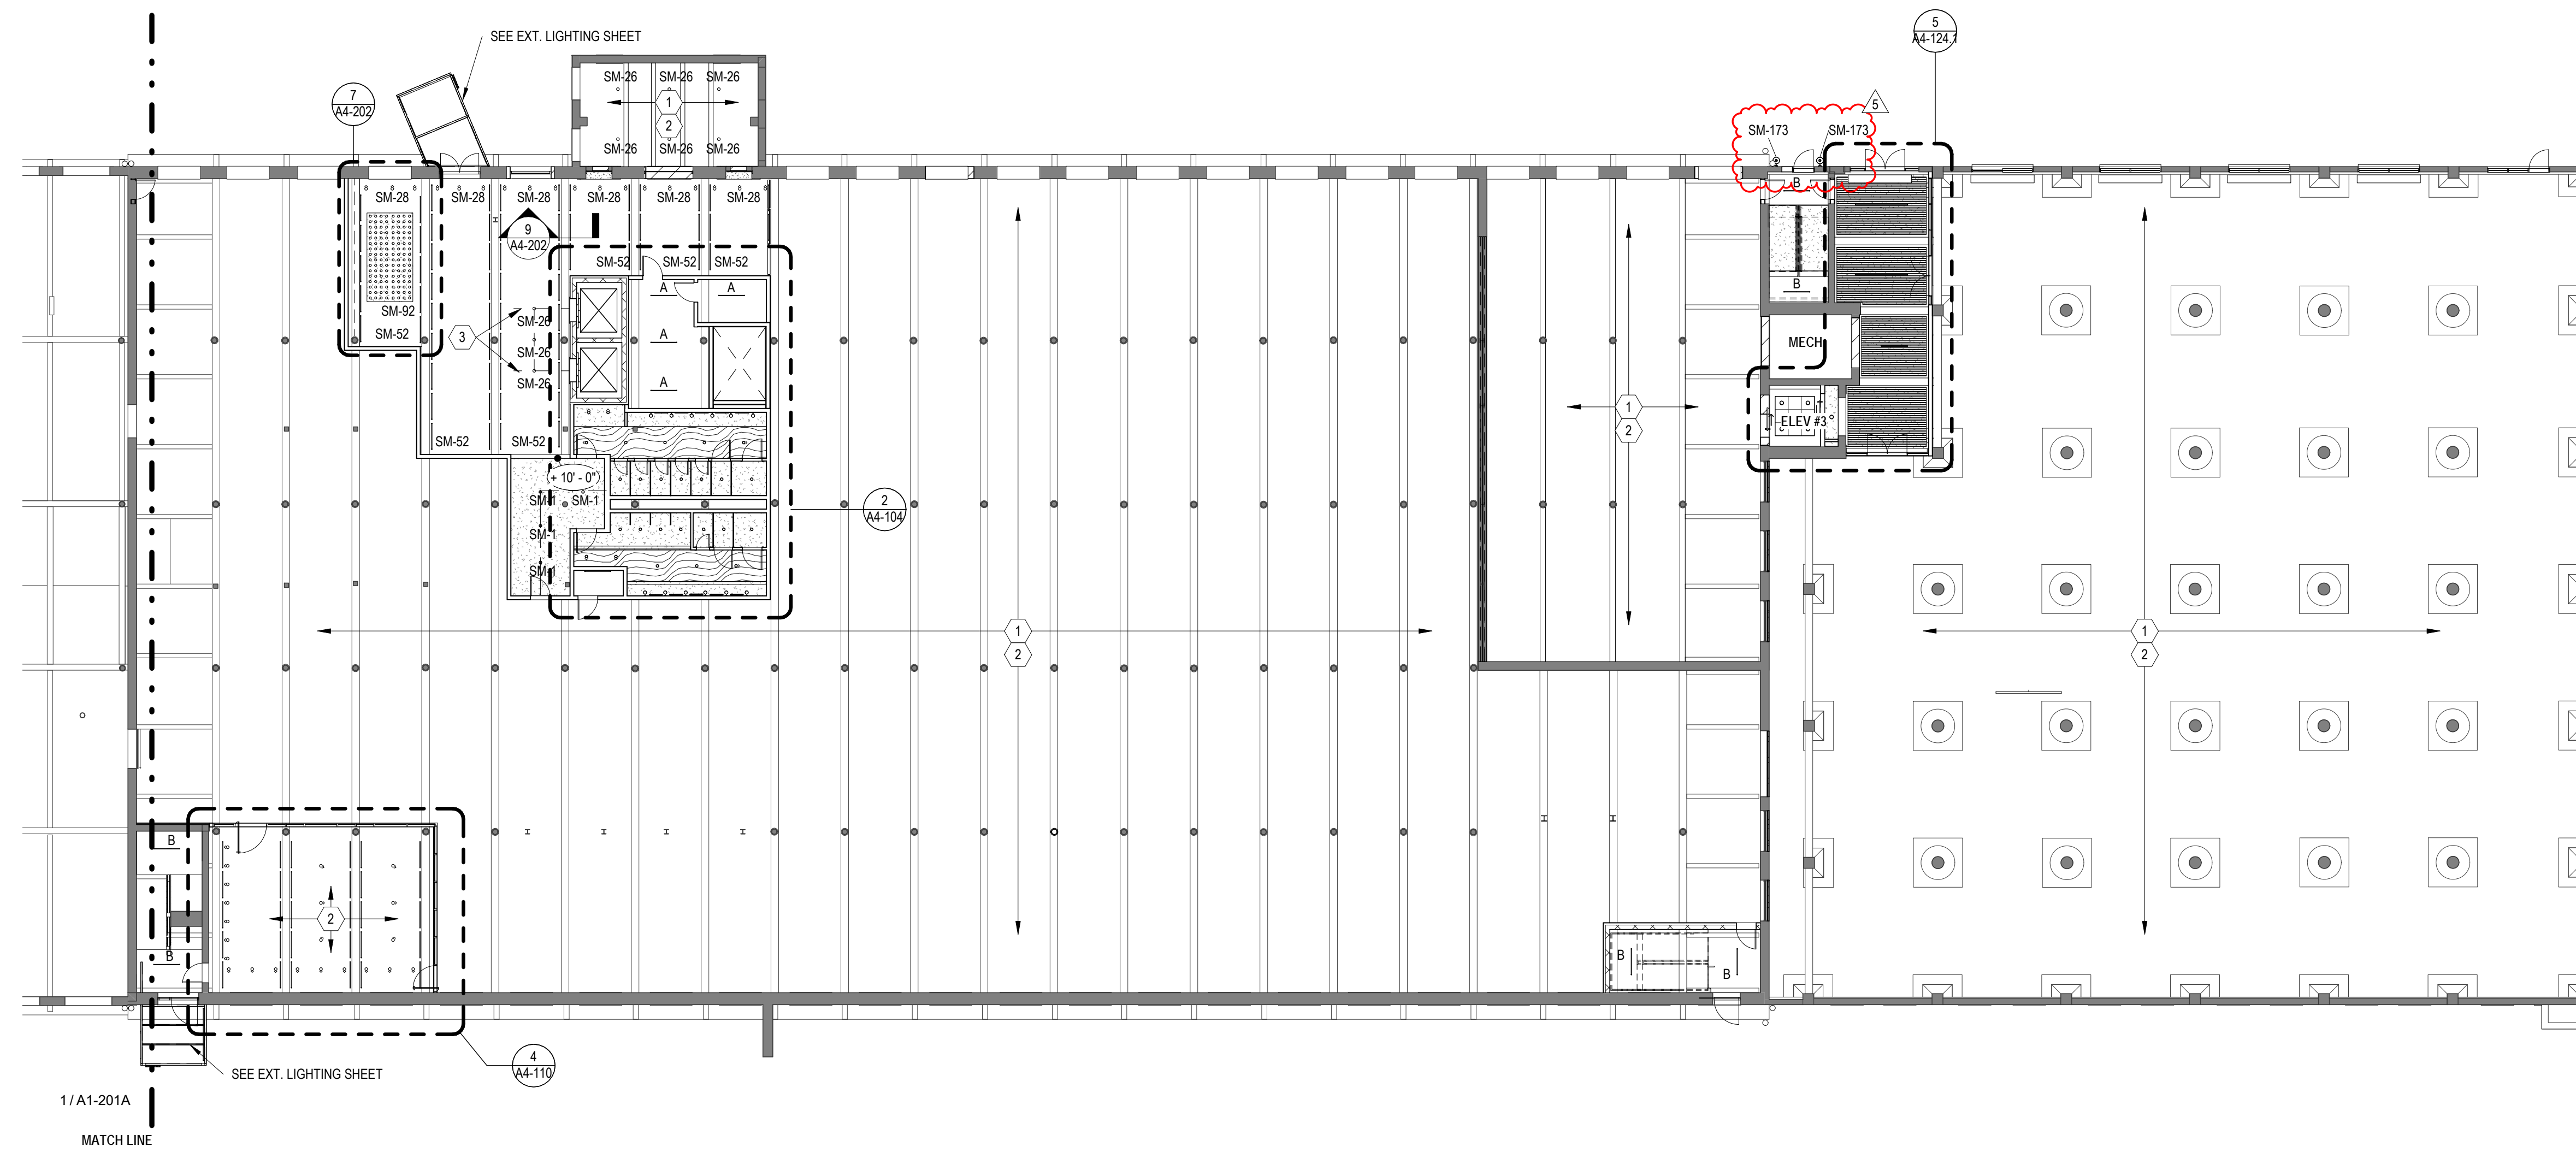 SEE EXT. LIGHTING SHEET
5
A4-124.1
7
A4-202
SM-26 SM-26 SM-26
1
2
SM-26 SM-26 SM-26
5
SM-173 SM-173
SM-28 SM-28 SM-28 SM-28 SM-28 SM-28
B
9
A4-202
SM-52 SM-52 SM-52
A A
B
SM-92
SM-26
SM-52
3
A
MECH
SM-26
SM-26
A
1
2
ELEV #3
SM-52 SM-52
+ 10' - 0"
SM-1 SM-1
2
A4-104
SM-1
SM-1
1
2
1
2
B
2
B
B
B
4
A4-110
SEE EXT. LIGHTING SHEET
1 / A1-201A
MATCH LINE